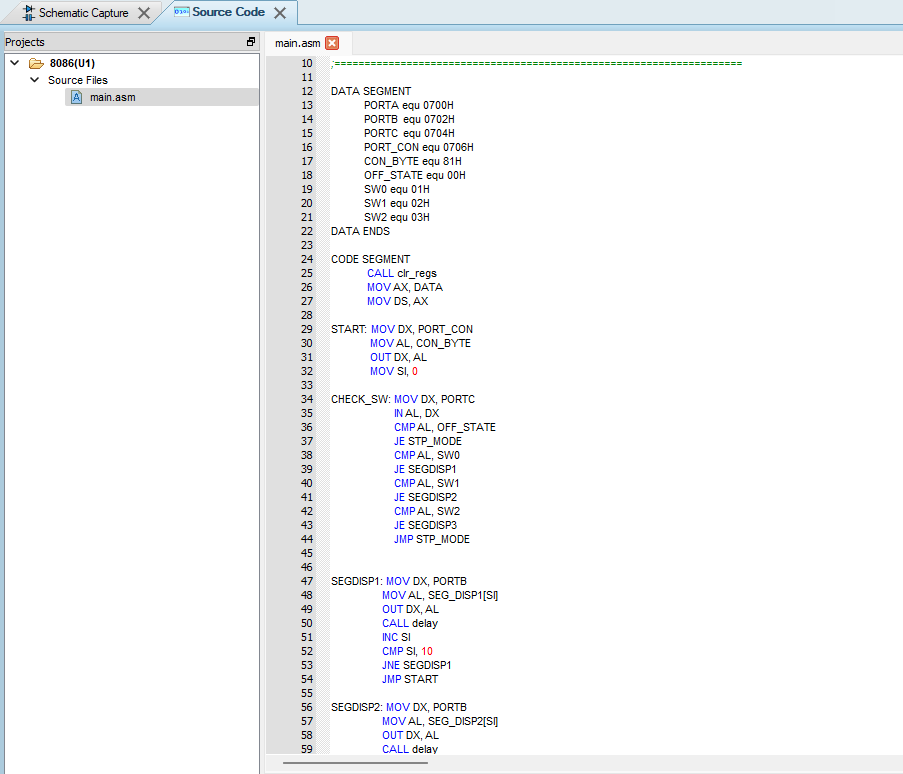 Schematic Capture
Source Code
Projects
8086(U1)
Source Files
main.asm
main.asm
10 ;====================================================================
11
12 DATA SEGMENT
13 PORTA equ 0700H
14 PORTB equ 0702H
15 PORTC equ 0704H
16 PORT_CON equ 0706H
17 CON_BYTE equ 81H
18 OFF_STATE equ 00H
19 SW0 equ 01H
20 SW1 equ 02H
21 SW2 equ 03H
22 DATA ENDS
23
24 CODE SEGMENT
25 CALL clr_regs
26 MOV AX, DATA
27 MOV DS, AX
28
29 START: MOV DX, PORT_CON
30 MOV AL, CON_BYTE
31 OUT DX, AL
32 MOV SI, 0
33
34 CHECK_SW: MOV DX, PORTC
35 IN AL, DX
36 CMP AL, OFF_STATE
37 JE STP_MODE
38 CMP AL, SW0
39 JE SEGDISP1
40 CMP AL, SW1
41 JE SEGDISP2
42 CMP AL, SW2
43 JE SEGDISP3
44 JMP STP_MODE
45
46
47 SEGDISP1: MOV DX, PORTB
48 MOV AL, SEG_DISP1[SI]
49 OUT DX, AL
50 CALL delay
51 INC SI
52 CMP SI, 10
53 JNE SEGDISP1
54 JMP START
55
56 SEGDISP2: MOV DX, PORTB
57 MOV AL, SEG_DISP2[SI]
58 OUT DX, AL
59 CALL delay